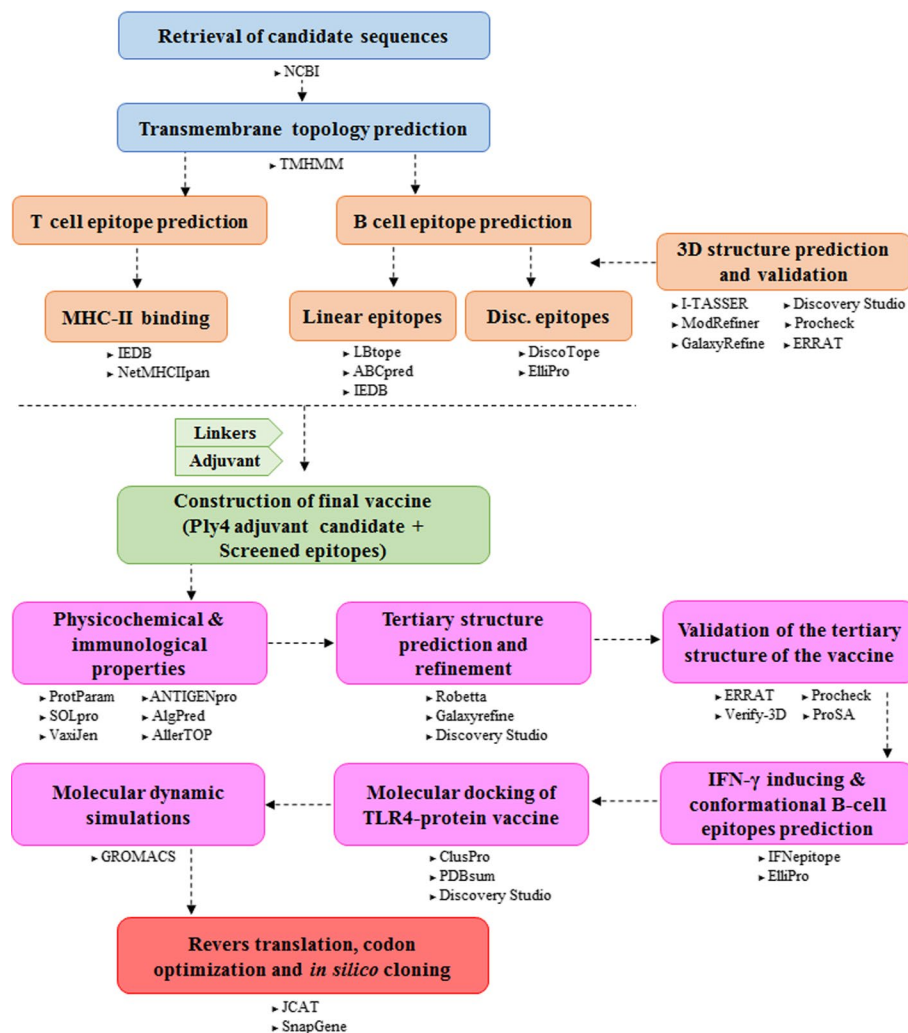 Retrieval of candidate sequences
▸ NCBI
Transmembrane topology prediction
▸ TMHMM
T cell epitope prediction
B cell epitope prediction
3D structure prediction
and validation
▸ I-TASSER ▸ Discovery Studio
▸ ModRefiner ▸ Procheck
▸ GalaxyRefine ▸ ERRAT
MHC-II binding
▸ IEDB
▸ NetMHCIIpan
Linear epitopes
▸ LBtope
▸ ABCpred
▸ IEDB
Disc. epitopes
▸ DiscoTope
▸ ElliPro
Linkers
Adjuvant
Construction of final vaccine
(Ply4 adjuvant candidate +
Screened epitopes)
Physicochemical &
immunological
properties
▸ ProtParam ▸ ANTIGENpro
▸ SOLpro ▸ AlgPred
▸ VaxiJen ▸ AllerTOP
Tertiary structure
prediction and
refinement
▸ Robetta
▸ Galaxyrefine
▸ Discovery Studio
Validation of the tertiary
structure of the vaccine
▸ ERRAT ▸ Procheck
▸ Verify-3D ▸ ProSA
IFN-γ inducing &
conformational B-cell
epitopes prediction
▸ IFNepitope
▸ ElliPro
Molecular docking of
TLR4-protein vaccine
▸ ClusPro
▸ PDBsum
▸ Discovery Studio
Molecular dynamic
simulations
▸ GROMACS
Revers translation, codon
optimization and in silico cloning
▸ JCAT
▸ SnapGene